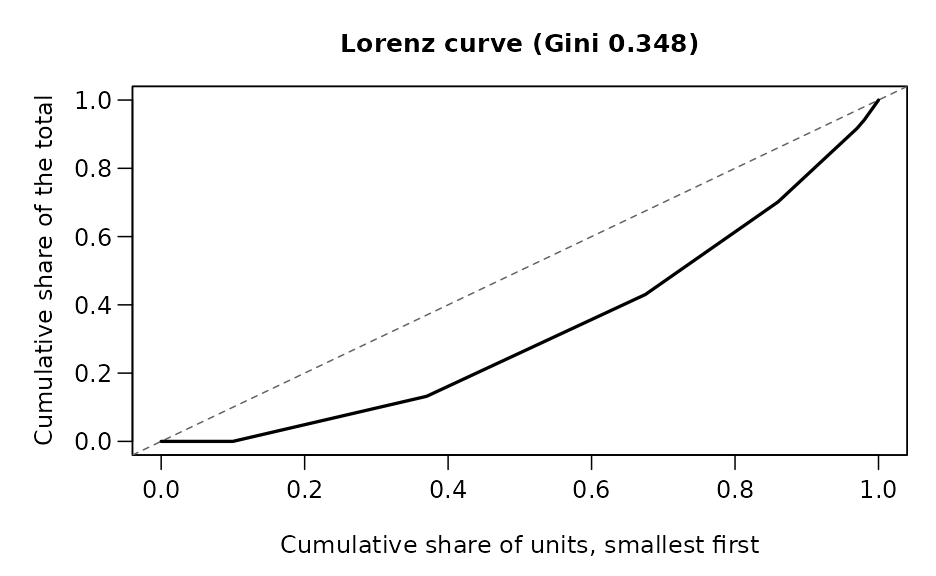 Lorenz curve (Gini 0.348)
Cumulative share of the total
1.0
0.8
0.6
0.4
0.2
0.0
0.0 0.2 0.4 0.6 0.8 1.0
Cumulative share of units, smallest first